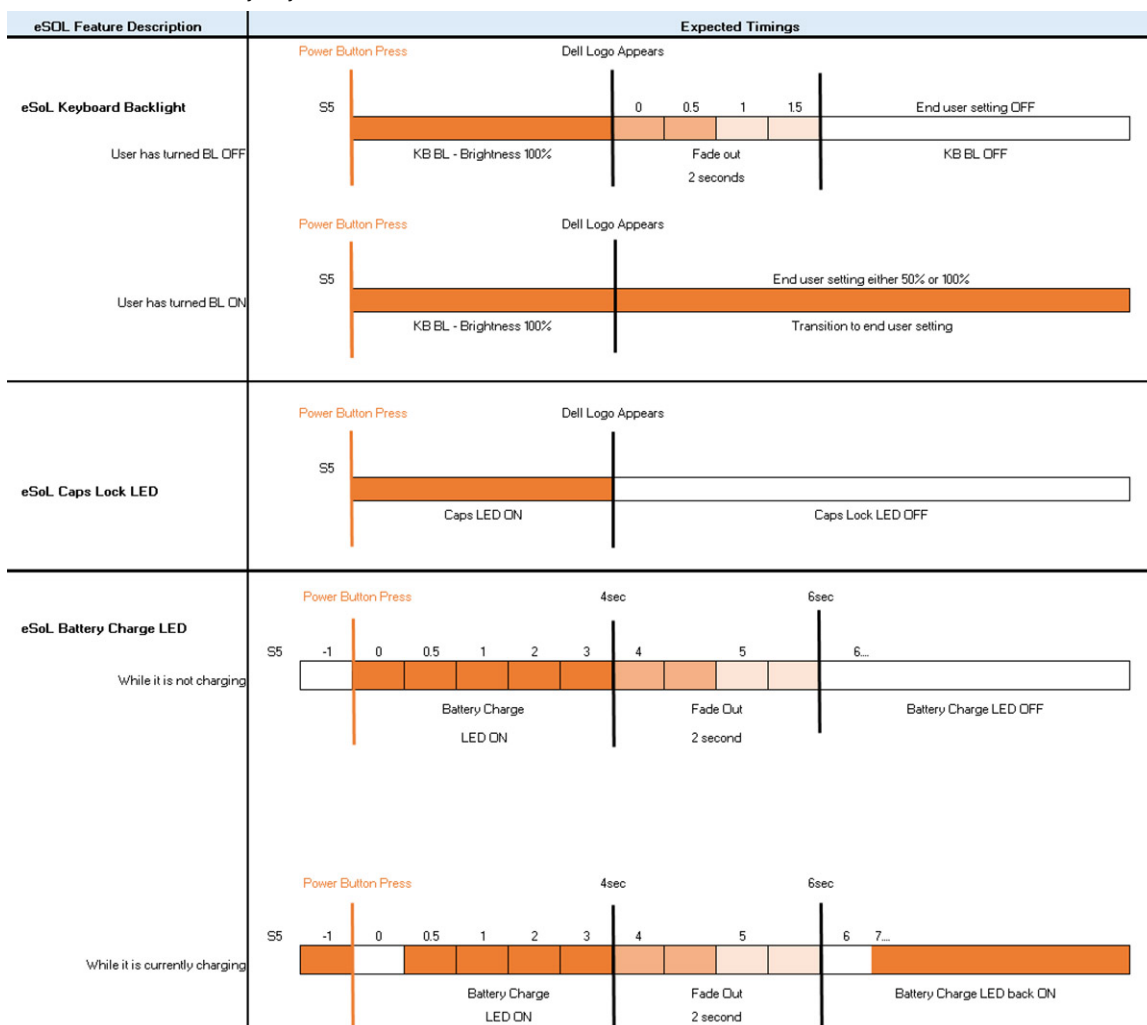 eSOL Feature Description
Expected Timings
Power Button Press
Dell Logo Appears
eSoL Keyboard Backlight
S5
0 0.5 1 1.5
End user setting OFF
User has turned BL OFF
KB BL - Brightness 100%
Fade out
KB BL OFF
2 seconds
Power Button Press
Dell Logo Appears
S5
End user setting either 50% or 100%
User has turned BL ON
KB BL - Brightness 100%
Transition to end user setting
Power Button Press
Dell Logo Appears
S5
eSoL Caps Lock LED
Caps LED ON
Caps Lock LED OFF
Power Button Press
4sec
6sec
eSoL Battery Charge LED
S5
-1 0 0.5 1 2 3 4 5 6...
While it is not charging
Battery Charge
Fade Out
Battery Charge LED OFF
LED ON
2 second
Power Button Press
4sec
6sec
S5
-1 0 0.5 1 2 3 4 5 6 7...
While it is currently charging
Battery Charge
Fade Out
Battery Charge LED back ON
LED ON
2 second